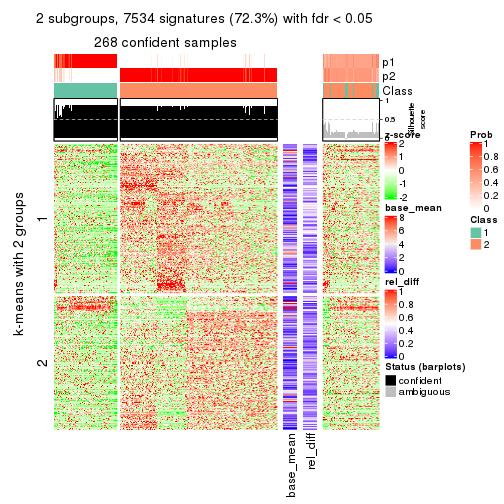 2 subgroups, 7534 signatures (72.3%) with fdr < 0.05
268 confident samples
p1
p2
Class
1
0.5
0
Silhouette
score
k-means with 2 groups
1
2
base_mean
rel_diff
z-score
2
1
0
-1
-2
base_mean
8
6
4
2
0
rel_diff
1
0.8
0.6
0.4
0.2
0
Status (barplots)
confident
ambiguous
Prob
1
0.8
0.6
0.4
0.2
0
Class
1
2